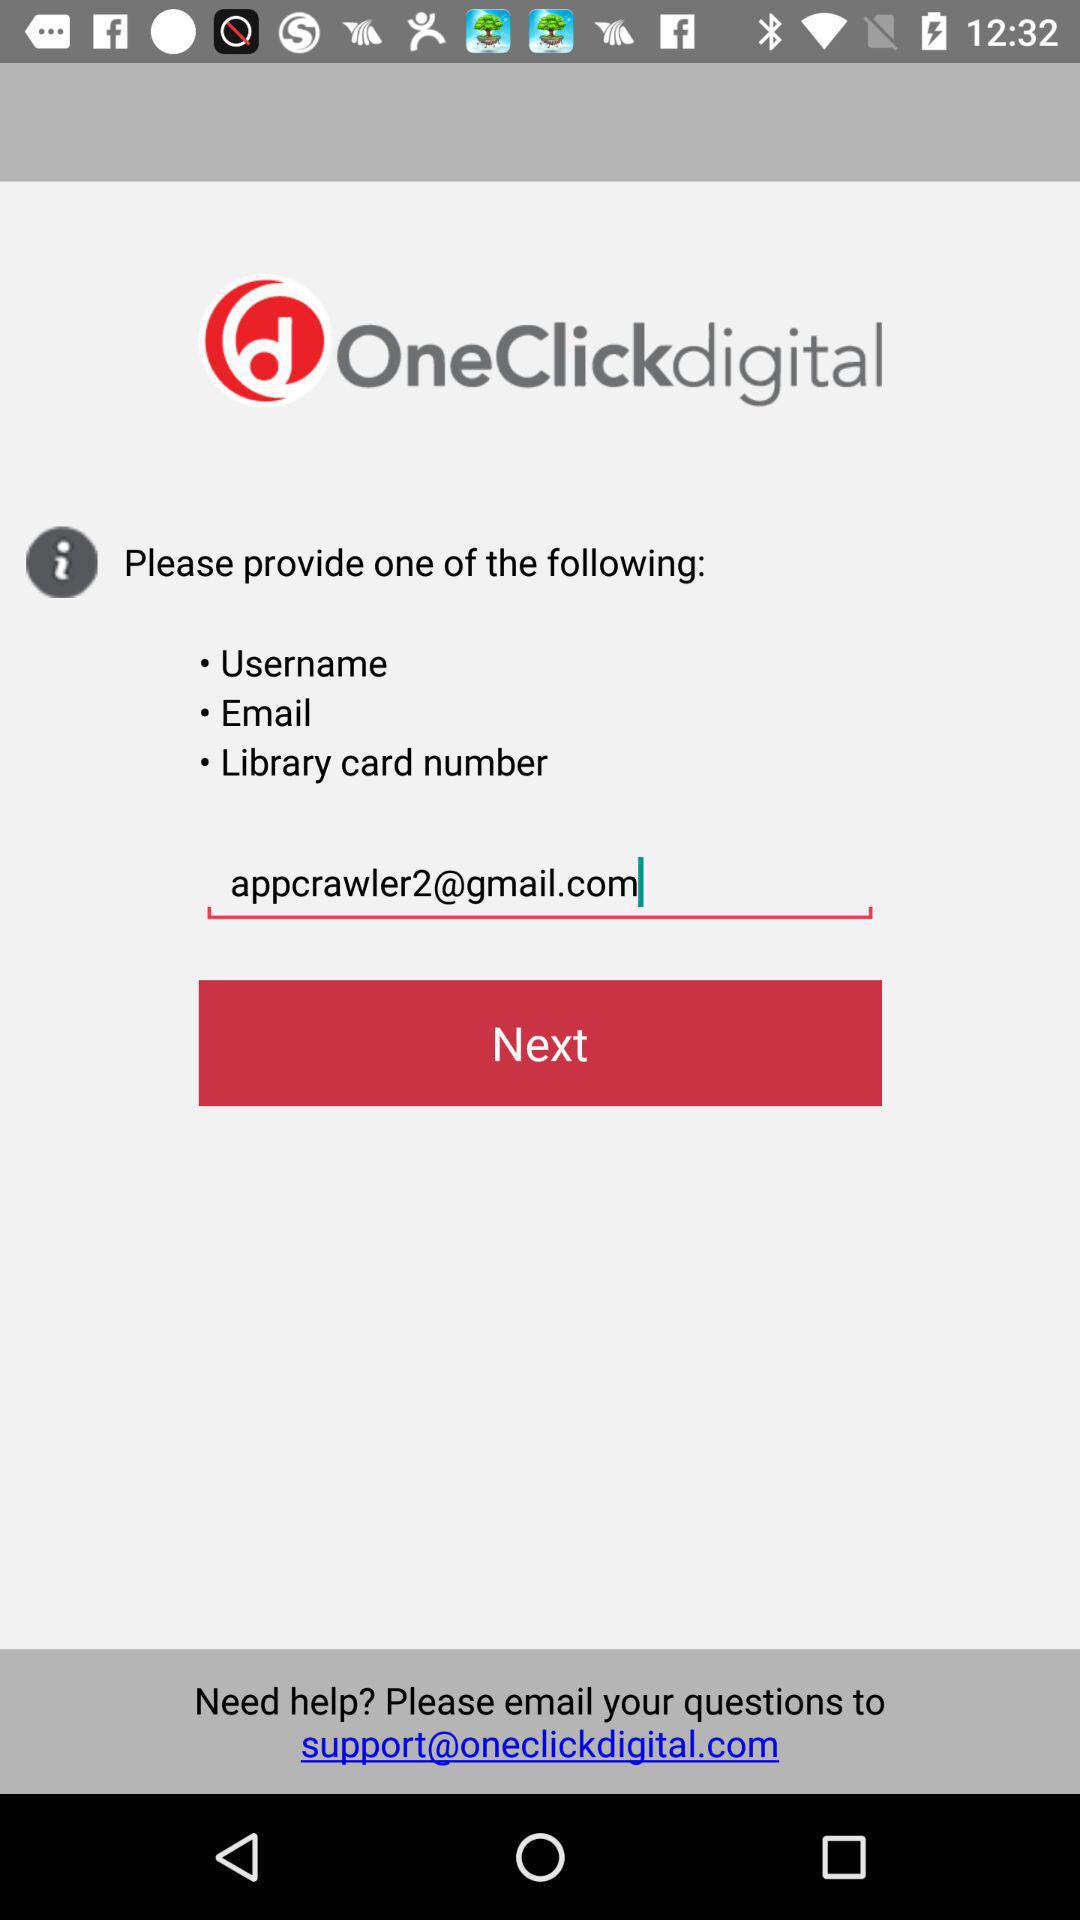 12:32
OneClickdigital
Please provide one of the following:
• Username
• Email
• Library card number
appcrawler2@gmail.com
Next
Need help? Please email your questions to
support@oneclickdigital.com